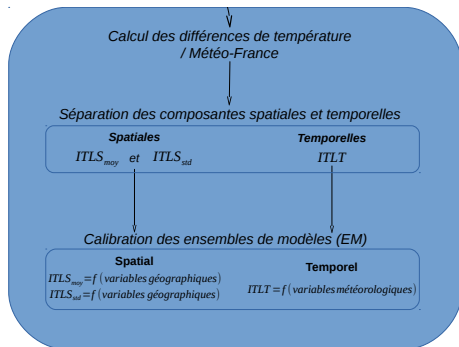 Calcul des différences de température
/ Météo-France
Séparation des composantes spatiales et temporelles
Spatiales
Temporelles
ITLS_moy et ITLS_std
ITLT
Calibration des ensembles de modèles (EM)
Spatial
Temporel
ITLS_moy=f(variables géographiques)
ITLS_std=f(variables géographiques)
ITLT=f(variables météorologiques)